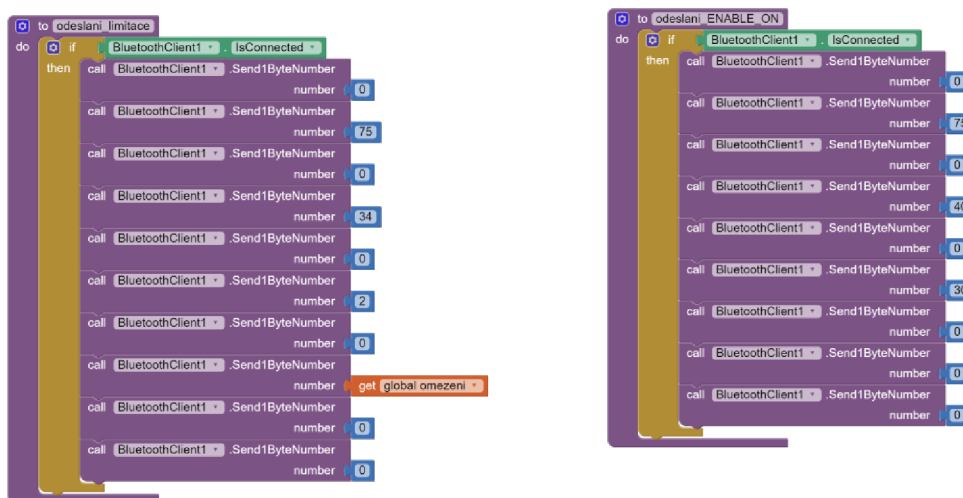 to odeslani_limitace
do if BluetoothClient1 . IsConnected
then call BluetoothClient1 .Send1ByteNumber
number 0
call BluetoothClient1 .Send1ByteNumber
number 75
call BluetoothClient1 .Send1ByteNumber
number 0
call BluetoothClient1 .Send1ByteNumber
number 34
call BluetoothClient1 .Send1ByteNumber
number 0
call BluetoothClient1 .Send1ByteNumber
number 2
call BluetoothClient1 .Send1ByteNumber
number 0
call BluetoothClient1 .Send1ByteNumber
number get global omezeni
call BluetoothClient1 .Send1ByteNumber
number 0
call BluetoothClient1 .Send1ByteNumber
number 0
to odeslani_ENABLE_ON
do if BluetoothClient1 . IsConnected
then call BluetoothClient1 .Send1ByteNumber
number 0
call BluetoothClient1 .Send1ByteNumber
number 75
call BluetoothClient1 .Send1ByteNumber
number 0
call BluetoothClient1 .Send1ByteNumber
number 40
call BluetoothClient1 .Send1ByteNumber
number 0
call BluetoothClient1 .Send1ByteNumber
number 30
call BluetoothClient1 .Send1ByteNumber
number 0
call BluetoothClient1 .Send1ByteNumber
number 0
call BluetoothClient1 .Send1ByteNumber
number 0